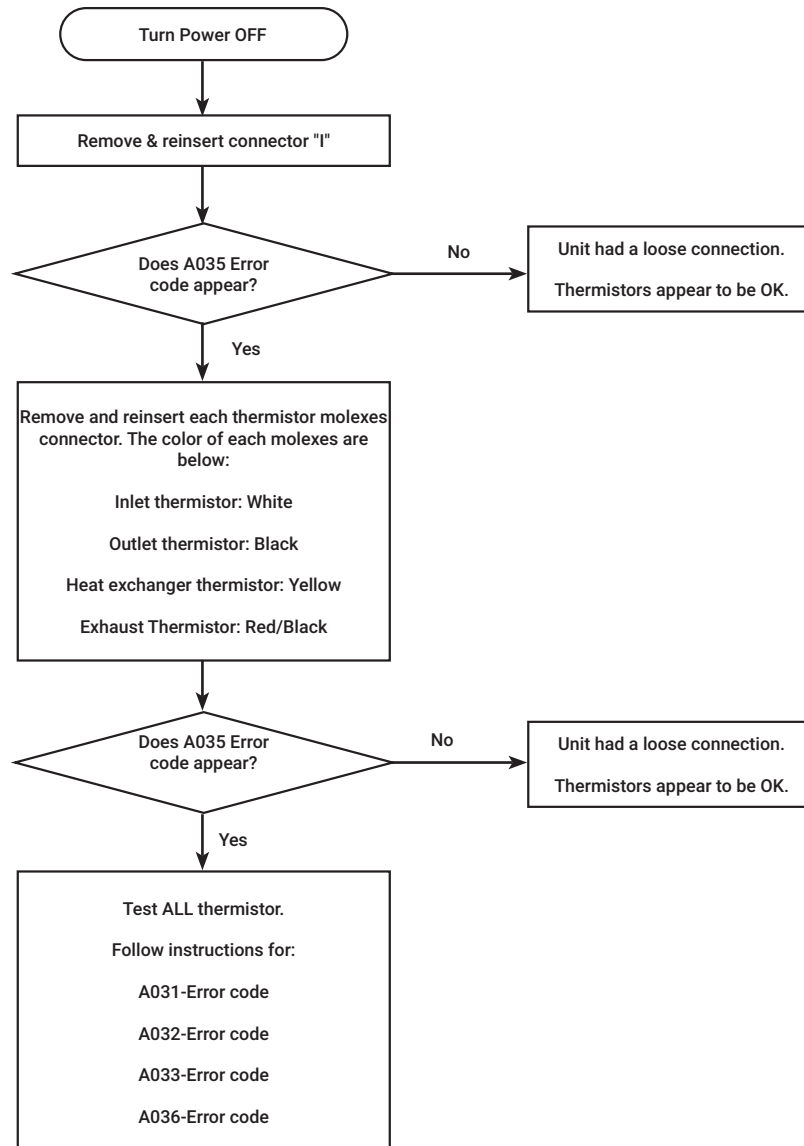 Turn Power OFF
Remove & reinsert connector "I"
Does A035 Error
code appear?
No
Unit had a loose connection.
Thermistors appear to be OK.
Yes
Remove and reinsert each thermistor molexes
connector. The color of each molexes are
below:
Inlet thermistor: White
Outlet thermistor: Black
Heat exchanger thermistor: Yellow
Exhaust Thermistor: Red/Black
Does A035 Error
code appear?
No
Unit had a loose connection.
Thermistors appear to be OK.
Yes
Test ALL thermistor.
Follow instructions for:
A031-Error code
A032-Error code
A033-Error code
A036-Error code